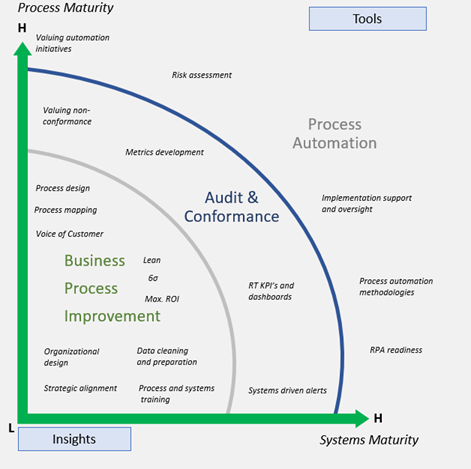 Process Maturity
Tools
H
Valuing automation
initiatives
Risk assessment
Valuing non-
conformance
Process
Automation
Metrics development
Process design
Audit &
Conformance
Implementation support
and oversight
Process mapping
Voice of Customer
Business
Process
Improvement
Lean
6σ
Max. ROI
RT KPI's and
dashboards
Process automation
methodologies
Organizational
design
Data cleaning
and preparation
RPA readiness
Strategic alignment
Process and systems
training
Systems driven alerts
L
H
Insights
Systems Maturity